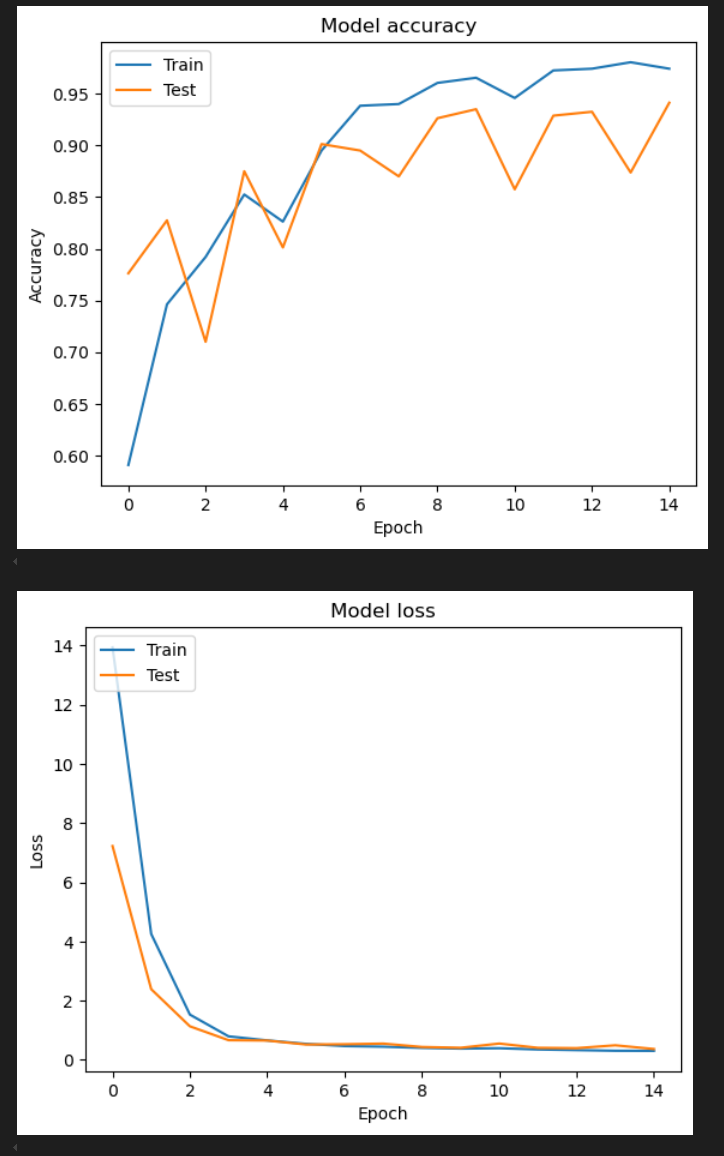 Model accuracy
Train
Test
0.95
0.90
0.85
0.80
0.75
0.70
0.65
0.60
Accuracy
0 2 4 6 8 10 12 14
Epoch
Model loss
Train
Test
14
12
10
8
6
4
2
0
Loss
0 2 4 6 8 10 12 14
Epoch